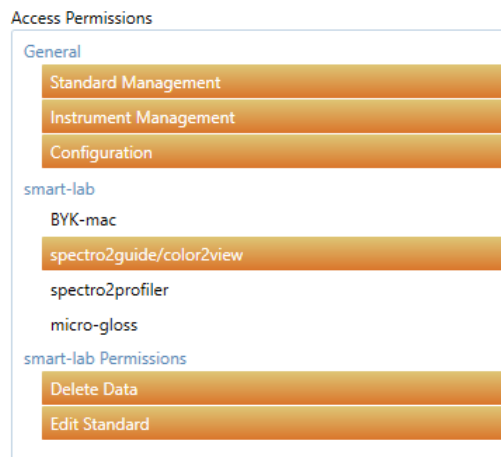 Access Permissions
General
Standard Management
Instrument Management
Configuration
smart-lab
BYK-mac
spectro2guide/color2view
spectro2profiler
micro-gloss
smart-lab Permissions
Delete Data
Edit Standard